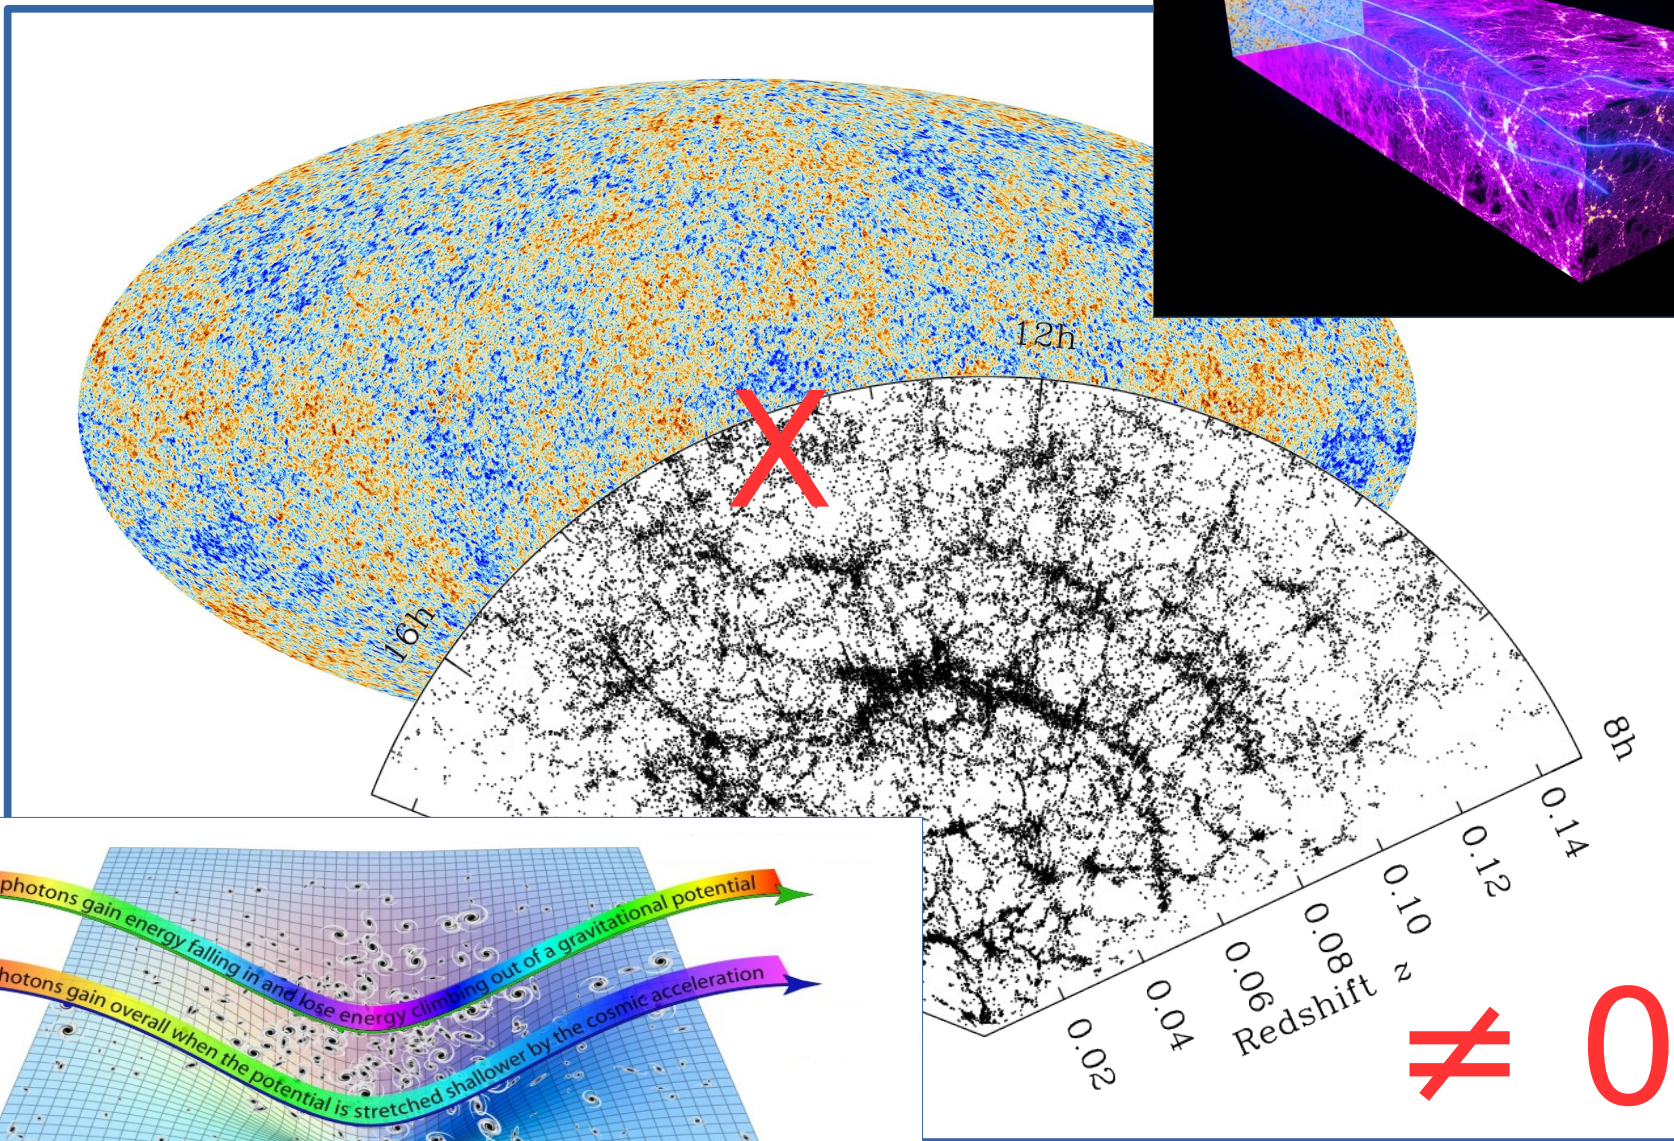 12h
X
16h
8h
0.14
0.12
0.10
0.08
0.06
0.04
0.02
Redshift z
photons gain energy falling in and lose energy climbing out of a gravitational potential
hotons gain overall when the potential is stretched shallower by the cosmic acceleration
≠ 0